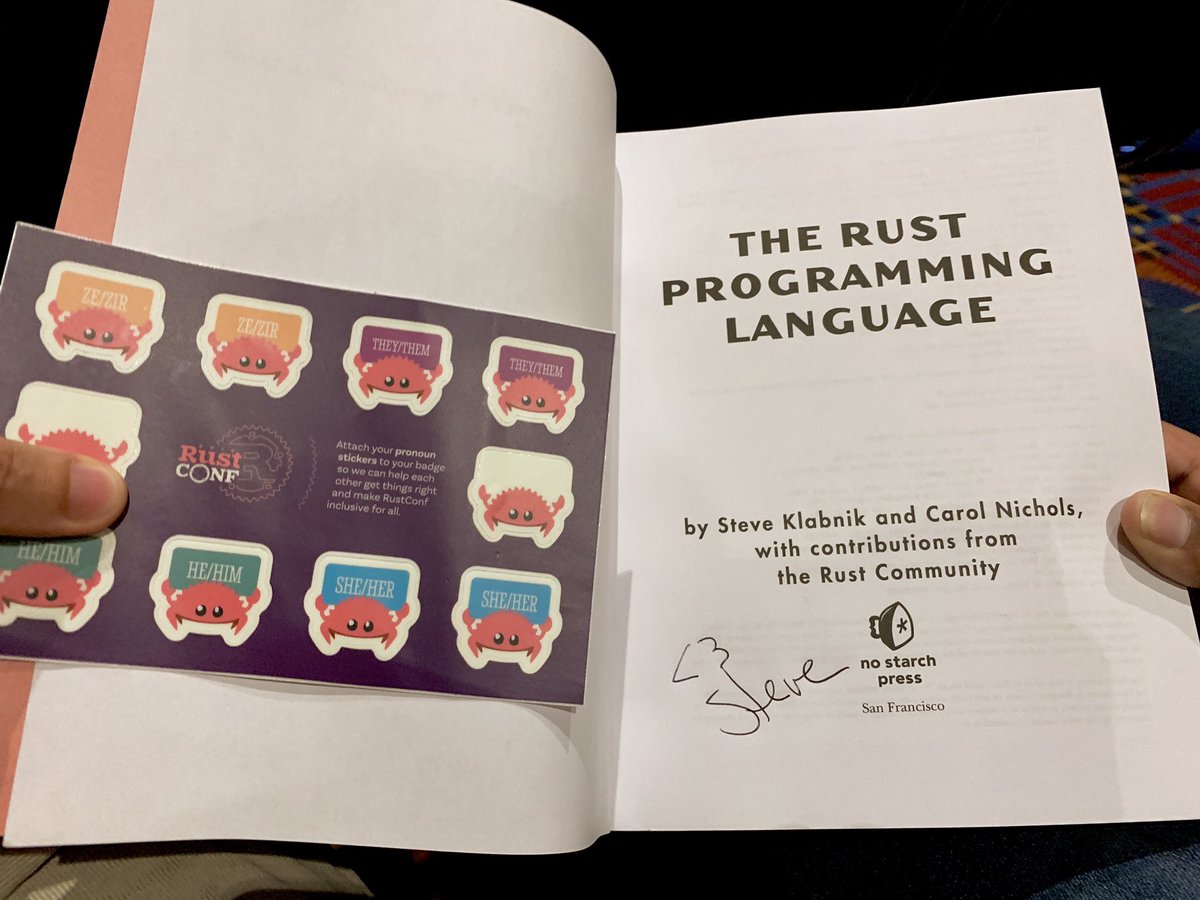 ZE/ZIR
ZE/ZIR
THEY/THEM
THEY/THEM
Rust
CONF
R
Attach your pronoun
stickers to your badge
so we can help each
other get things right
and make RustConf
inclusive for all.
HE/HIM
HE/HIM
SHE/HER
SHE/HER
THE RUST
PROGRAMMING
LANGUAGE
by Steve Klabnik and Carol Nichols,
with contributions from
the Rust Community
<3
Steve
no starch
press
San Francisco